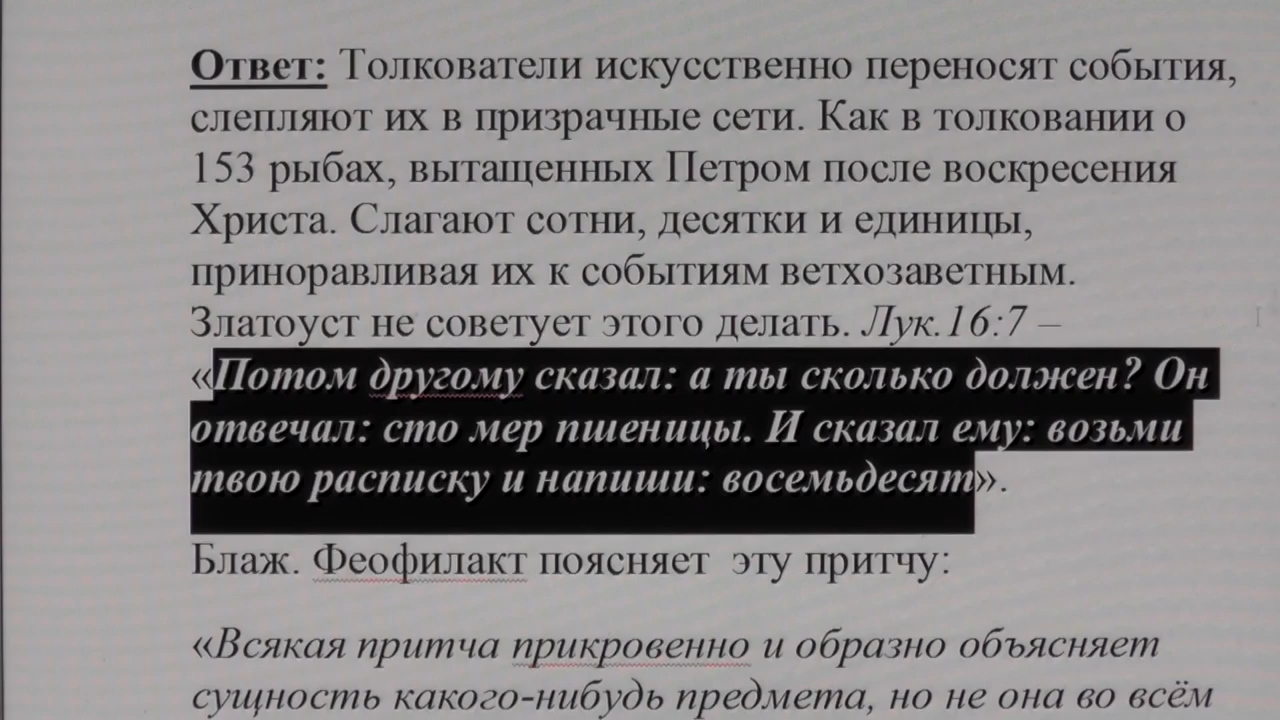 Ответ: Толкователи искусственно переносят события,
слепляют их в призрачные сети. Как в толковании о
153 рыбах, вытащенных Петром после воскресения
Христа. Слагают сотни, десятки и единицы,
приноравливая их к событиям ветхозаветным.
Златоуст не советует этого делать. Лук.16:7 –
«Потом другому сказал: а ты сколько должен? Он
отвечал: сто мер пшеницы. И сказал ему: возьми
твою расписку и напиши: восемьдесят».
Блаж. Феофилакт поясняет эту притчу:
«Всякая притча прикровенно и образно объясняет
сущность какого-нибудь предмета, но не она во всём